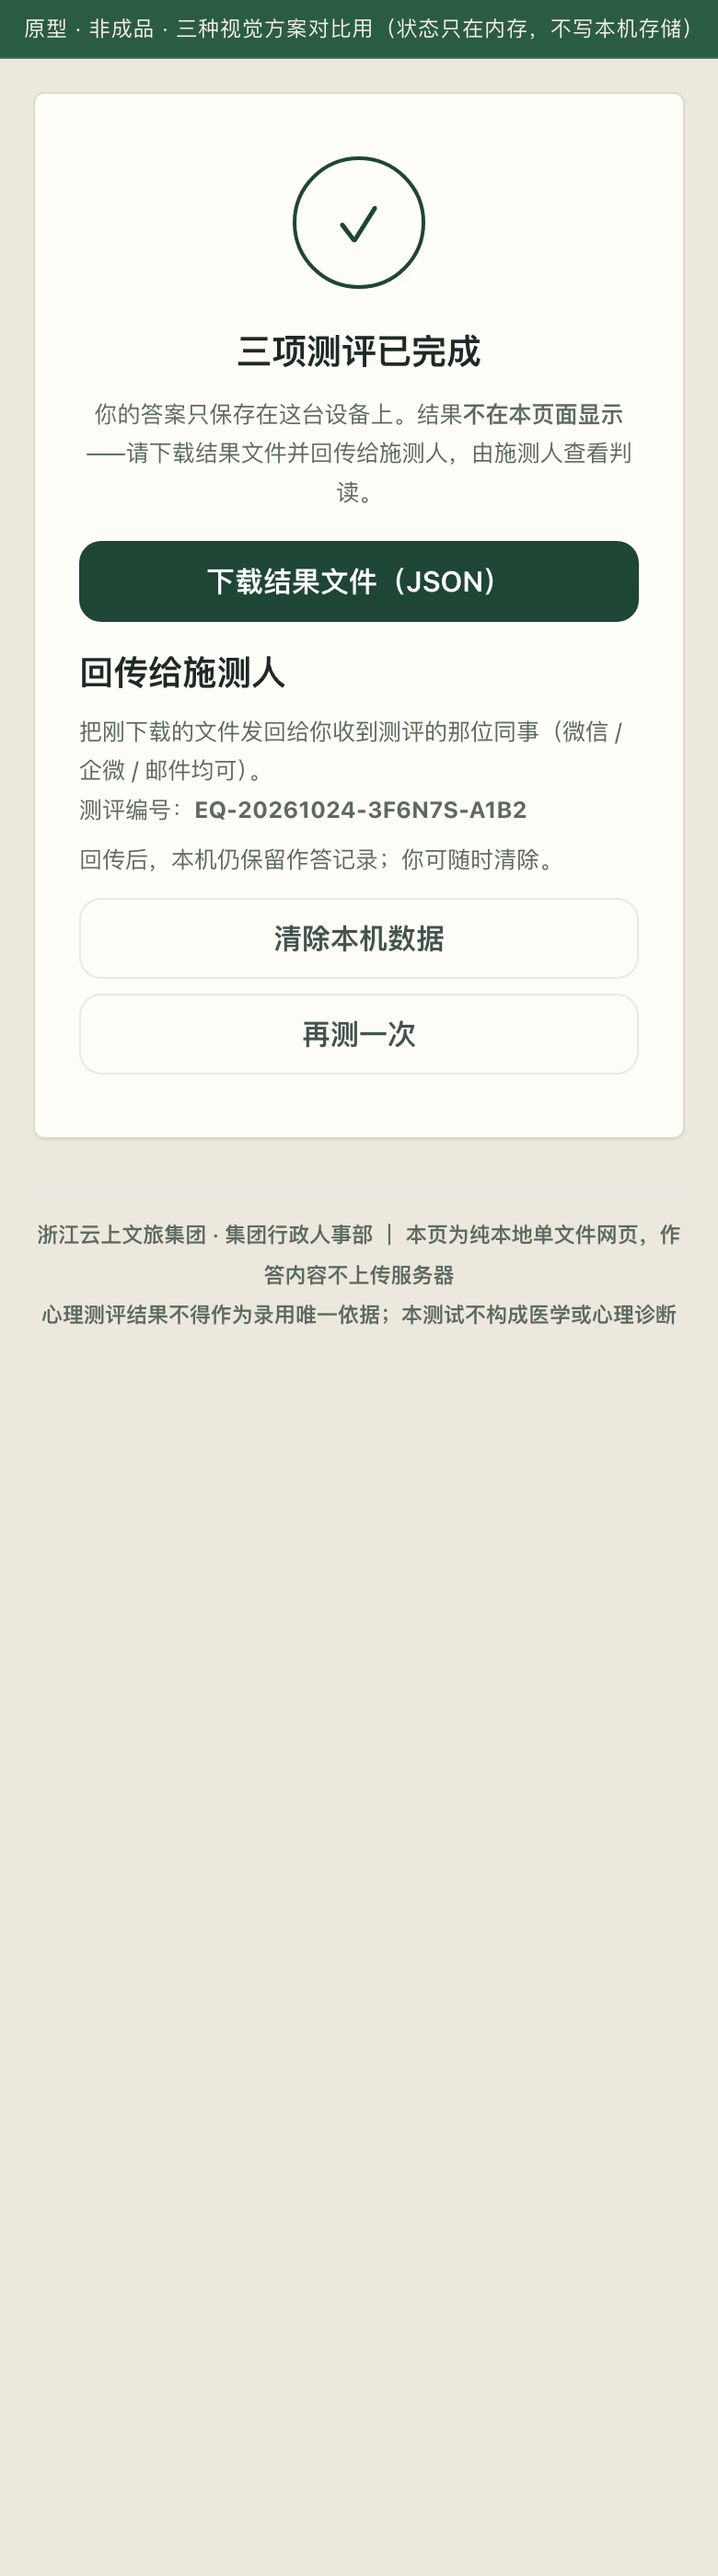 原型 · 非成品 · 三种视觉方案对比用（状态只在内存，不写本机存储）
三项测评已完成
你的答案只保存在这台设备上。结果不在本页面显示
——请下载结果文件并回传给施测人，由施测人查看判
读。
下载结果文件（JSON）
回传给施测人
把刚下载的文件发回给你收到测评的那位同事（微信 /
企微 / 邮件均可）。
测评编号：EQ-20261024-3F6N7S-A1B2
回传后，本机仍保留作答记录；你可随时清除。
清除本机数据
再测一次
浙江云上文旅集团 · 集团行政人事部 ｜ 本页为纯本地单文件网页，作
答内容不上传服务器
心理测评结果不得作为录用唯一依据；本测试不构成医学或心理诊断